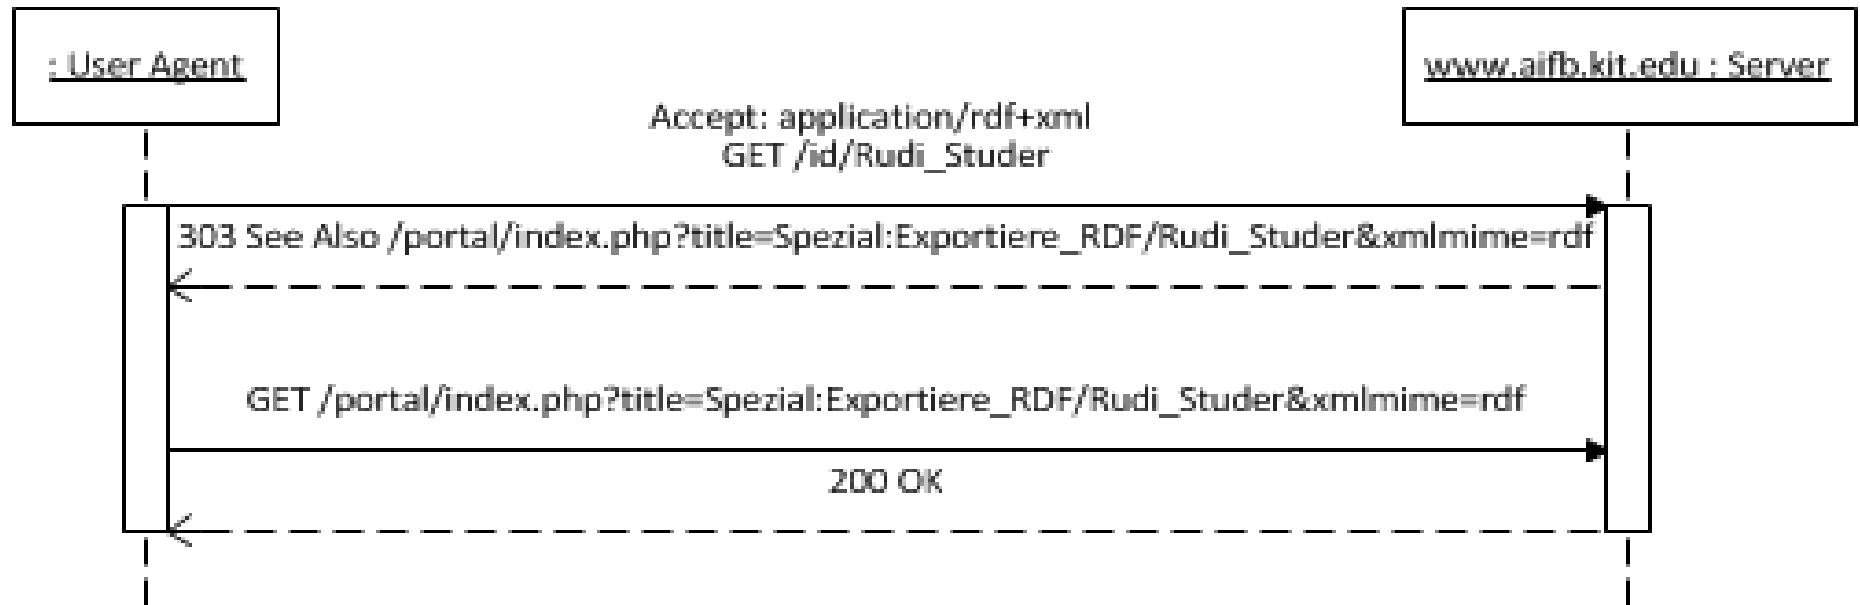 : User Agent
www.aifb.kit.edu : Server
Accept: application/rdf+xml
GET /id/Rudi_Studer
303 See Also /portal/index.php?title=Spezial:Exportiere_RDF/Rudi_Studer&xmlmime=rdf
GET /portal/index.php?title=Spezial:Exportiere_RDF/Rudi_Studer&xmlmime=rdf
200 OK